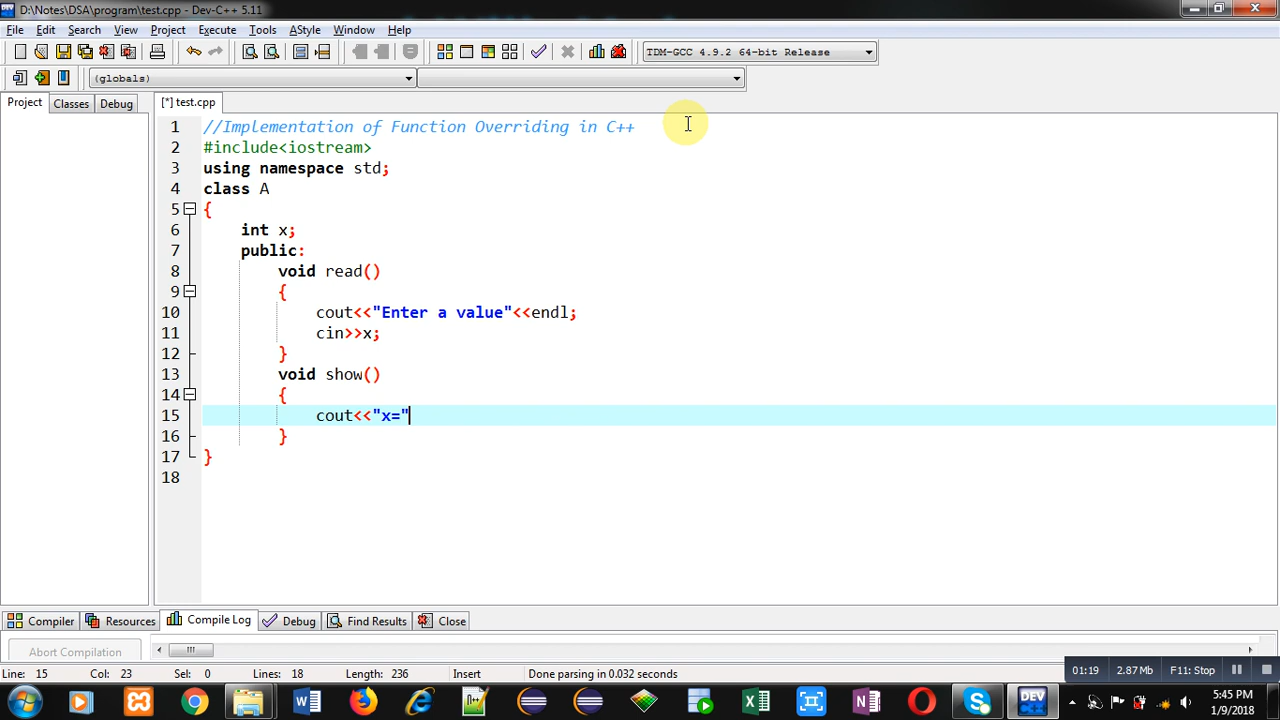 D:\Notes\DSA\program\test.cpp - Dev-C++ 5.11
File Edit Search View Project Execute Tools AStyle Window Help
TDM-GCC 4.9.2 64-bit Release
(globals)
Project Classes Debug [*] test.cpp
1 //Implementation of Function Overriding in C++
2 #include<iostream>
3 using namespace std;
4 class A
5 {
6 int x;
7 public:
8 void read()
9 {
10 cout<<"Enter a value"<<endl;
11 cin>>x;
12 }
13 void show()
14 {
15 cout<<"x="
16 }
17 }
18
Compiler Resources Compile Log Debug Find Results Close
Abort Compilation
Line: 15 Col: 23 Sel: 0 Lines: 18 Length: 236 Insert Done parsing in 0.032 seconds
01:19 2.87 Mb F11: Stop
DEV
5:45 PM
1/9/2018